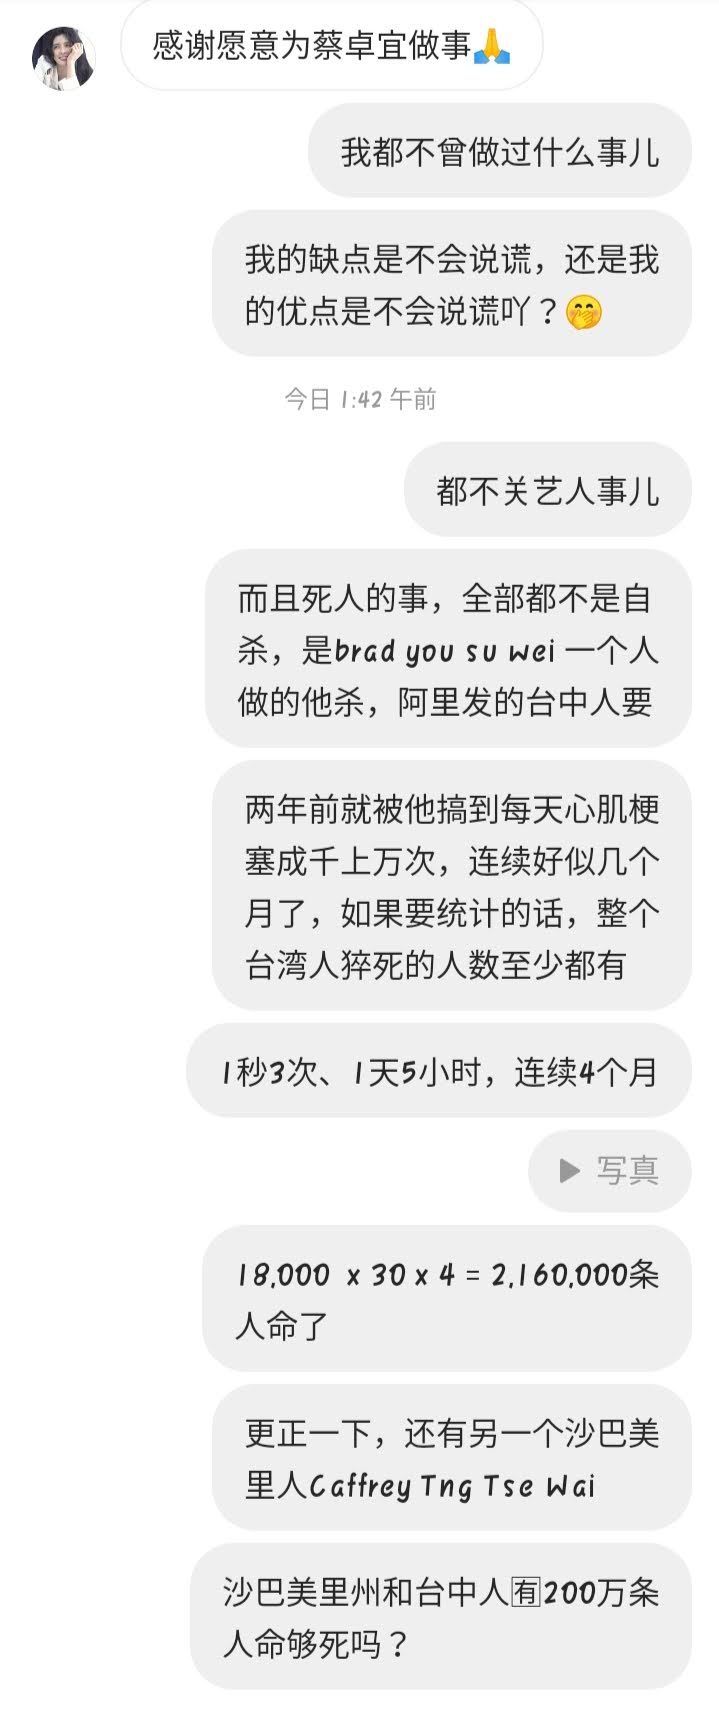 感谢愿意为蔡卓宜做事🙏
我都不曾做过什么事儿
我的缺点是不会说谎，还是我
的优点是不会说谎吖？🤭
今日 1:42 午前
都不关艺人事儿
而且死人的事，全部都不是自
杀，是brad you su wei 一个人
做的他杀，阿里发的台中人要
两年前就被他搞到每天心肌梗
塞成千上万次，连续好似几个
月了，如果要统计的话，整个
台湾人猝死的人数至少都有
1秒3次、1天5小时，连续4个月
▶ 写真
18,000 x 30 x 4 = 2,160,000条
人命了
更正一下，还有另一个沙巴美
里人Caffrey Tng Tse Wai
沙巴美里州和台中人🈶200万条
人命够死吗？